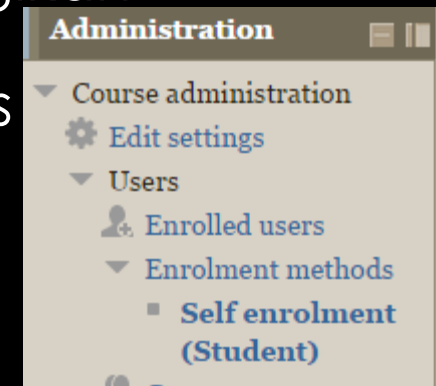 Administration
Course administration
Edit settings
Users
Enrolled users
Enrolment methods
Self enrolment
(Student)